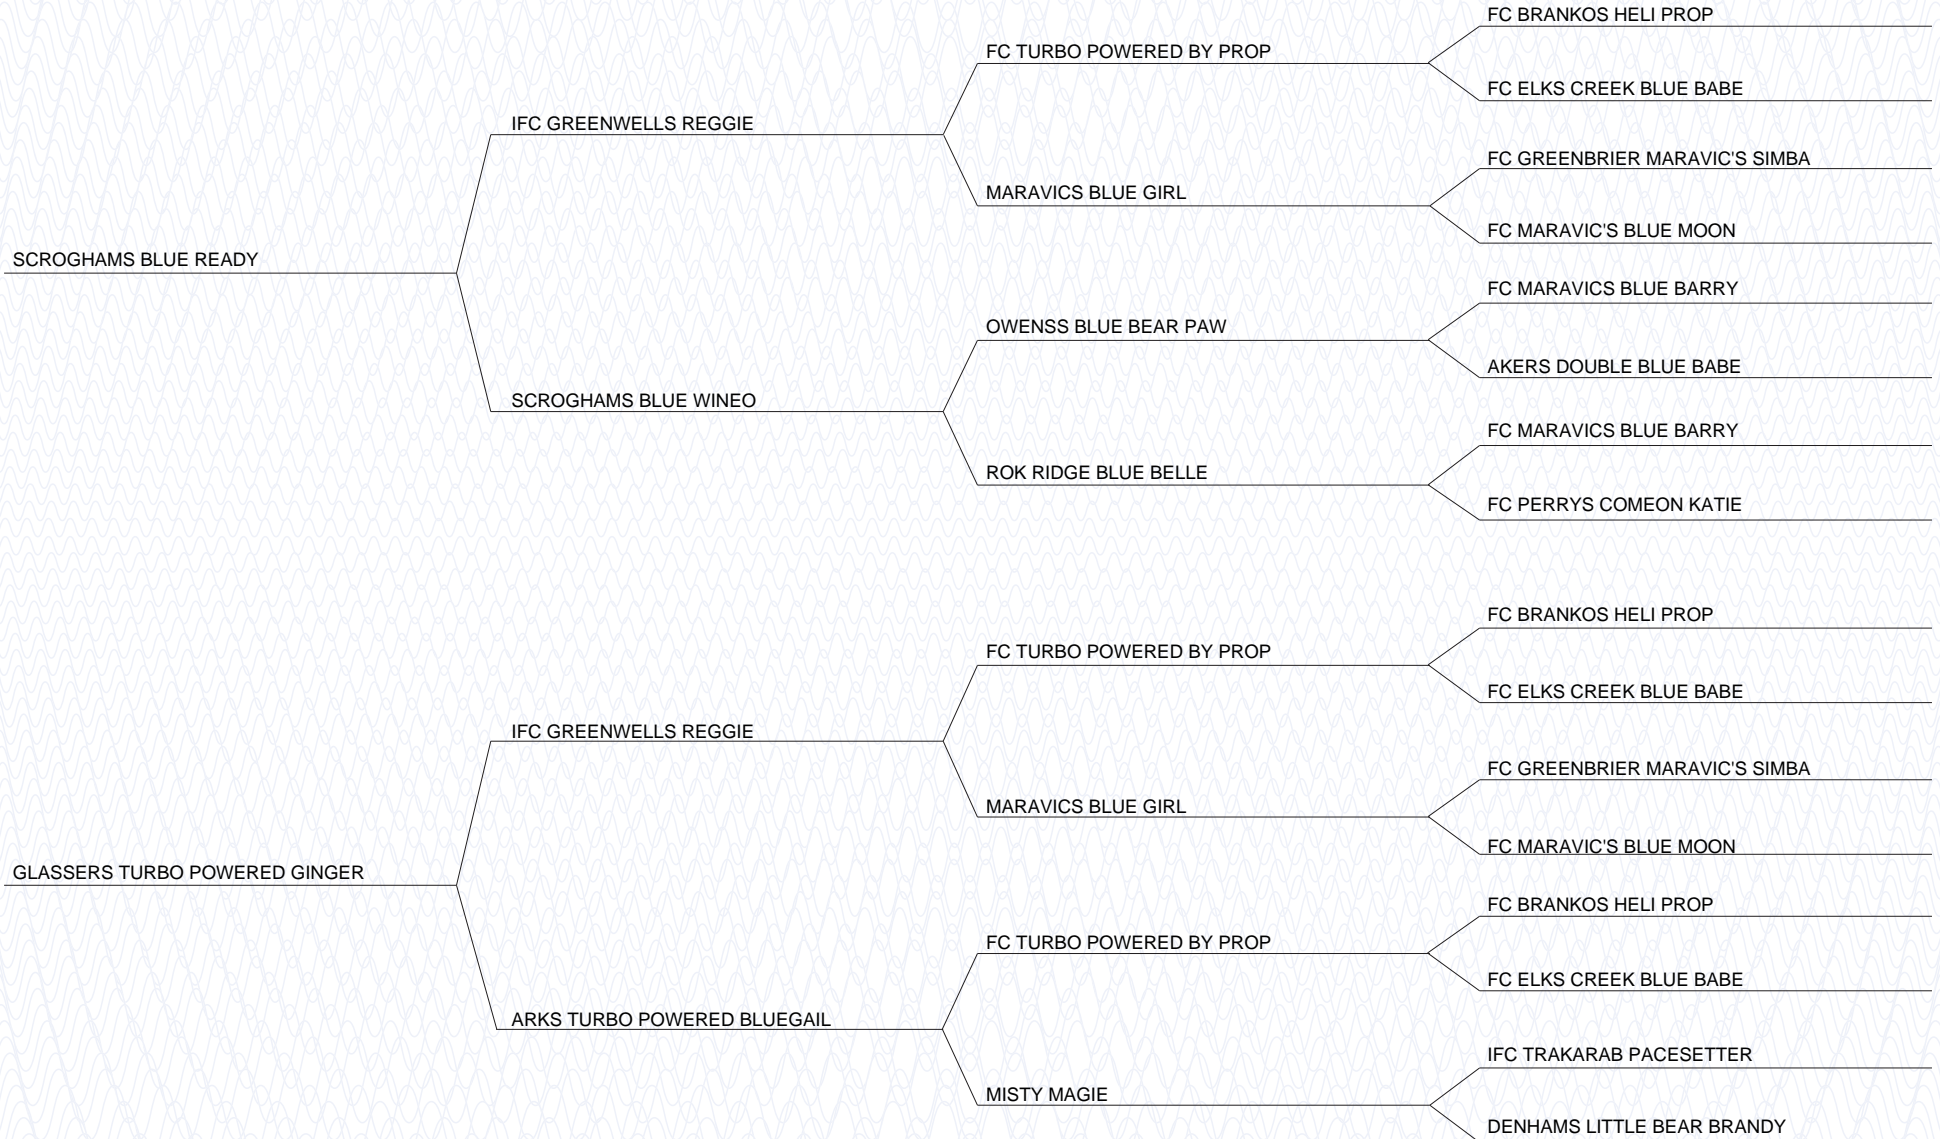 FC BRANKOS HELI PROP
FC TURBO POWERED BY PROP
FC ELKS CREEK BLUE BABE
IFC GREENWELLS REGGIE
FC GREENBRIER MARAVIC'S SIMBA
MARAVICS BLUE GIRL
FC MARAVIC'S BLUE MOON
SCROGHAMS BLUE READY
FC MARAVICS BLUE BARRY
OWENSS BLUE BEAR PAW
AKERS DOUBLE BLUE BABE
SCROGHAMS BLUE WINEO
FC MARAVICS BLUE BARRY
ROK RIDGE BLUE BELLE
FC PERRYS COMEON KATIE
FC BRANKOS HELI PROP
FC TURBO POWERED BY PROP
FC ELKS CREEK BLUE BABE
IFC GREENWELLS REGGIE
FC GREENBRIER MARAVIC'S SIMBA
MARAVICS BLUE GIRL
FC MARAVIC'S BLUE MOON
GLASSERS TURBO POWERED GINGER
FC BRANKOS HELI PROP
FC TURBO POWERED BY PROP
FC ELKS CREEK BLUE BABE
ARKS TURBO POWERED BLUEGAIL
IFC TRAKARAB PACESETTER
MISTY MAGIE
DENHAMS LITTLE BEAR BRANDY